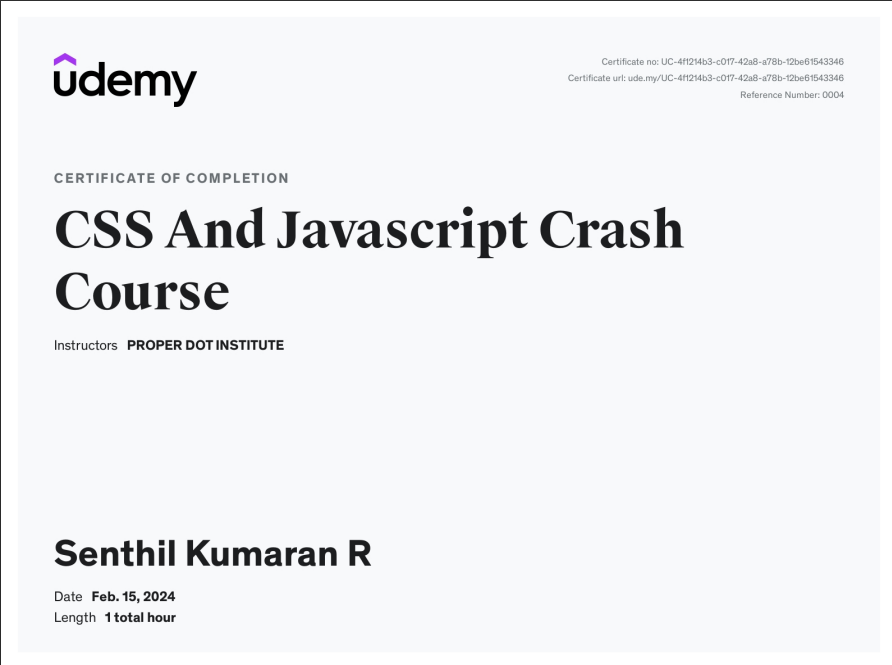 udemy
Certificate no: UC-4f1214b3-c017-42a8-a78b-12be61543346
Certificate url: ude.my/UC-4f1214b3-c017-42a8-a78b-12be61543346
Reference Number: 0004
CERTIFICATE OF COMPLETION
CSS And Javascript Crash
Course
Instructors PROPER DOT INSTITUTE
Senthil Kumaran R
Date Feb. 15, 2024
Length 1 total hour